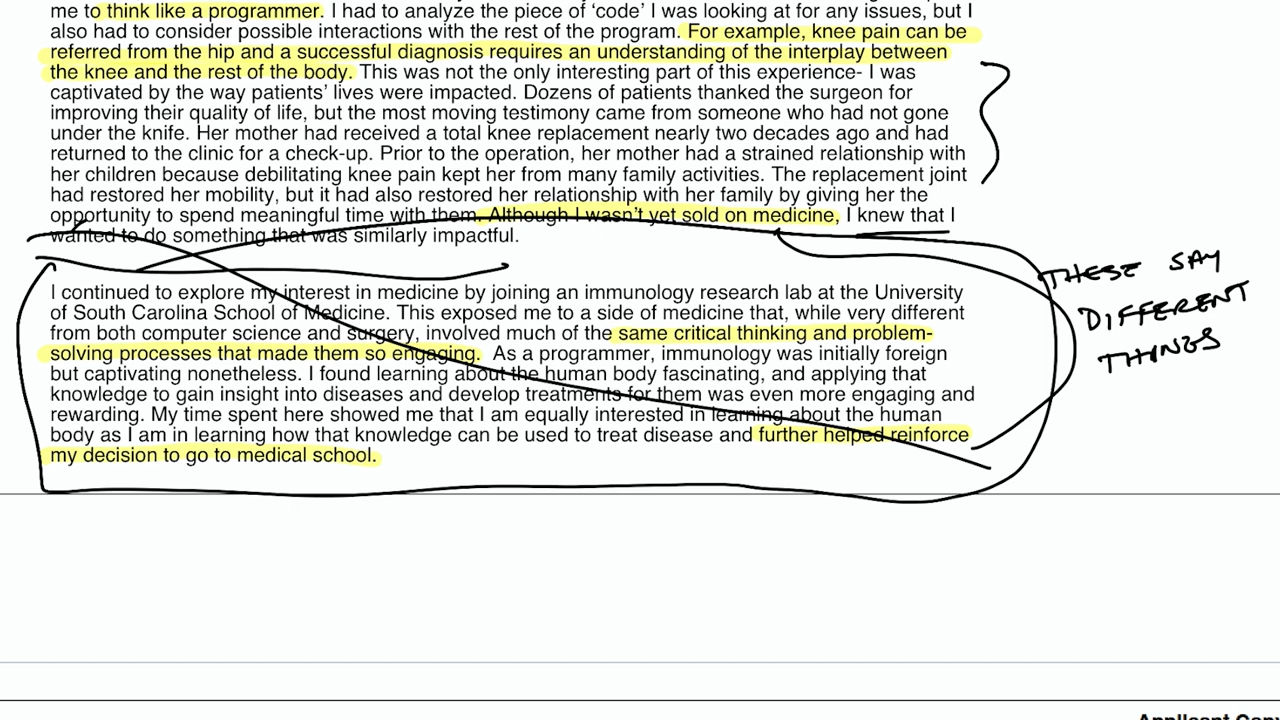 me to think like a programmer. I had to analyze the piece of ‘code’ I was looking at for any issues, but I
also had to consider possible interactions with the rest of the program. For example, knee pain can be
referred from the hip and a successful diagnosis requires an understanding of the interplay between
the knee and the rest of the body. This was not the only interesting part of this experience- I was
captivated by the way patients’ lives were impacted. Dozens of patients thanked the surgeon for
improving their quality of life, but the most moving testimony came from someone who had not gone
under the knife. Her mother had received a total knee replacement nearly two decades ago and had
returned to the clinic for a check-up. Prior to the operation, her mother had a strained relationship with
her children because debilitating knee pain kept her from many family activities. The replacement joint
had restored her mobility, but it had also restored her relationship with her family by giving her the
opportunity to spend meaningful time with them. Although I wasn’t yet sold on medicine, I knew that I
wanted to do something that was similarly impactful.
I continued to explore my interest in medicine by joining an immunology research lab at the University
of South Carolina School of Medicine. This exposed me to a side of medicine that, while very different
from both computer science and surgery, involved much of the same critical thinking and problem-
solving processes that made them so engaging. As a programmer, immunology was initially foreign
but captivating nonetheless. I found learning about the human body fascinating, and applying that
knowledge to gain insight into diseases and develop treatments for them was even more engaging and
rewarding. My time spent here showed me that I am equally interested in learning about the human
body as I am in learning how that knowledge can be used to treat disease and further helped reinforce
my decision to go to medical school.
THESE SAY
DIFFERENT
THINGS